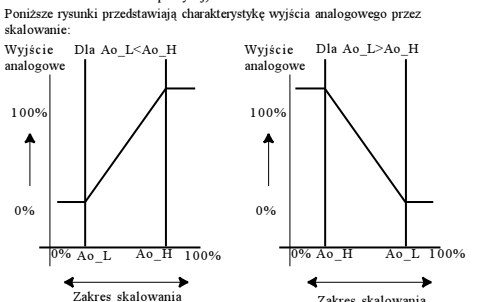 Poniższe rysunki przedstawiają charakterystykę wyjścia analogowego przez
skalowanie:
Wyjście Dla Ao_L<Ao_H
analogowe
100%
0%
0% Ao_L Ao_H 100%
Zakres skalowania
Wyjście Dla Ao_L>Ao_H
analogowe
100%
0%
0% Ao_H Ao_L 100%
Zakres skalowania